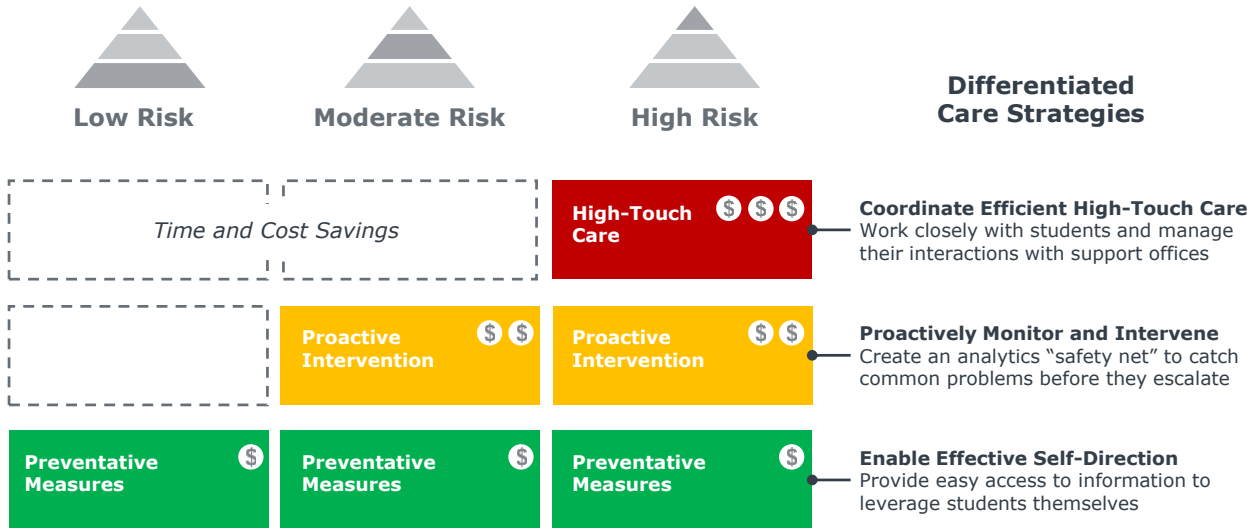 Low Risk
Moderate Risk
High Risk
Differentiated
Care Strategies
Time and Cost Savings
High-Touch
Care
$ $ $
Coordinate Efficient High-Touch Care
Work closely with students and manage
their interactions with support offices
Proactive
Intervention
$ $
Proactive
Intervention
$ $
Proactively Monitor and Intervene
Create an analytics “safety net” to catch
common problems before they escalate
Preventative
Measures
$
Preventative
Measures
$
Preventative
Measures
$
Enable Effective Self-Direction
Provide easy access to information to
leverage students themselves